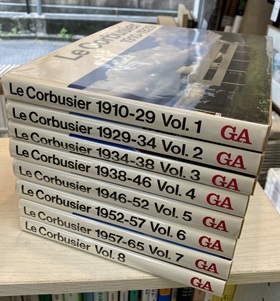 Le Corbusier
Le Corbusier 1910-29 Vol. 1 GA
Le Corbusier 1929-34 Vol. 2 GA
Le Corbusier 1934-38 Vol. 3 GA
Le Corbusier 1938-46 Vol. 4 GA
Le Corbusier 1946-52 Vol. 5 GA
Le Corbusier 1952-57 Vol. 6 GA
Le Corbusier 1957-65 Vol. 7 GA
Le Corbusier Vol. 8 GA